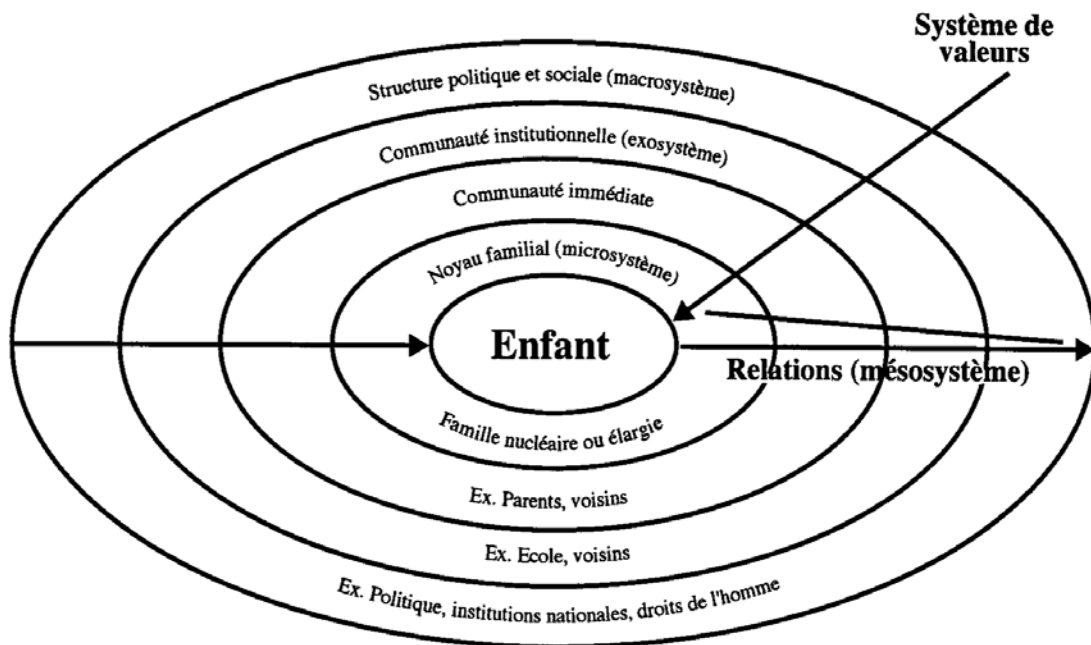 Système de
valeurs
Structure politique et sociale (macrosystème)
Communauté institutionnelle (exosystème)
Communauté immédiate
Noyau familial (microsystème)
Enfant
Relations (mésosystème)
Famille nucléaire ou élargie
Ex. Parents, voisins
Ex. Ecole, voisins
Ex. Politique, institutions nationales, droits de l'homme